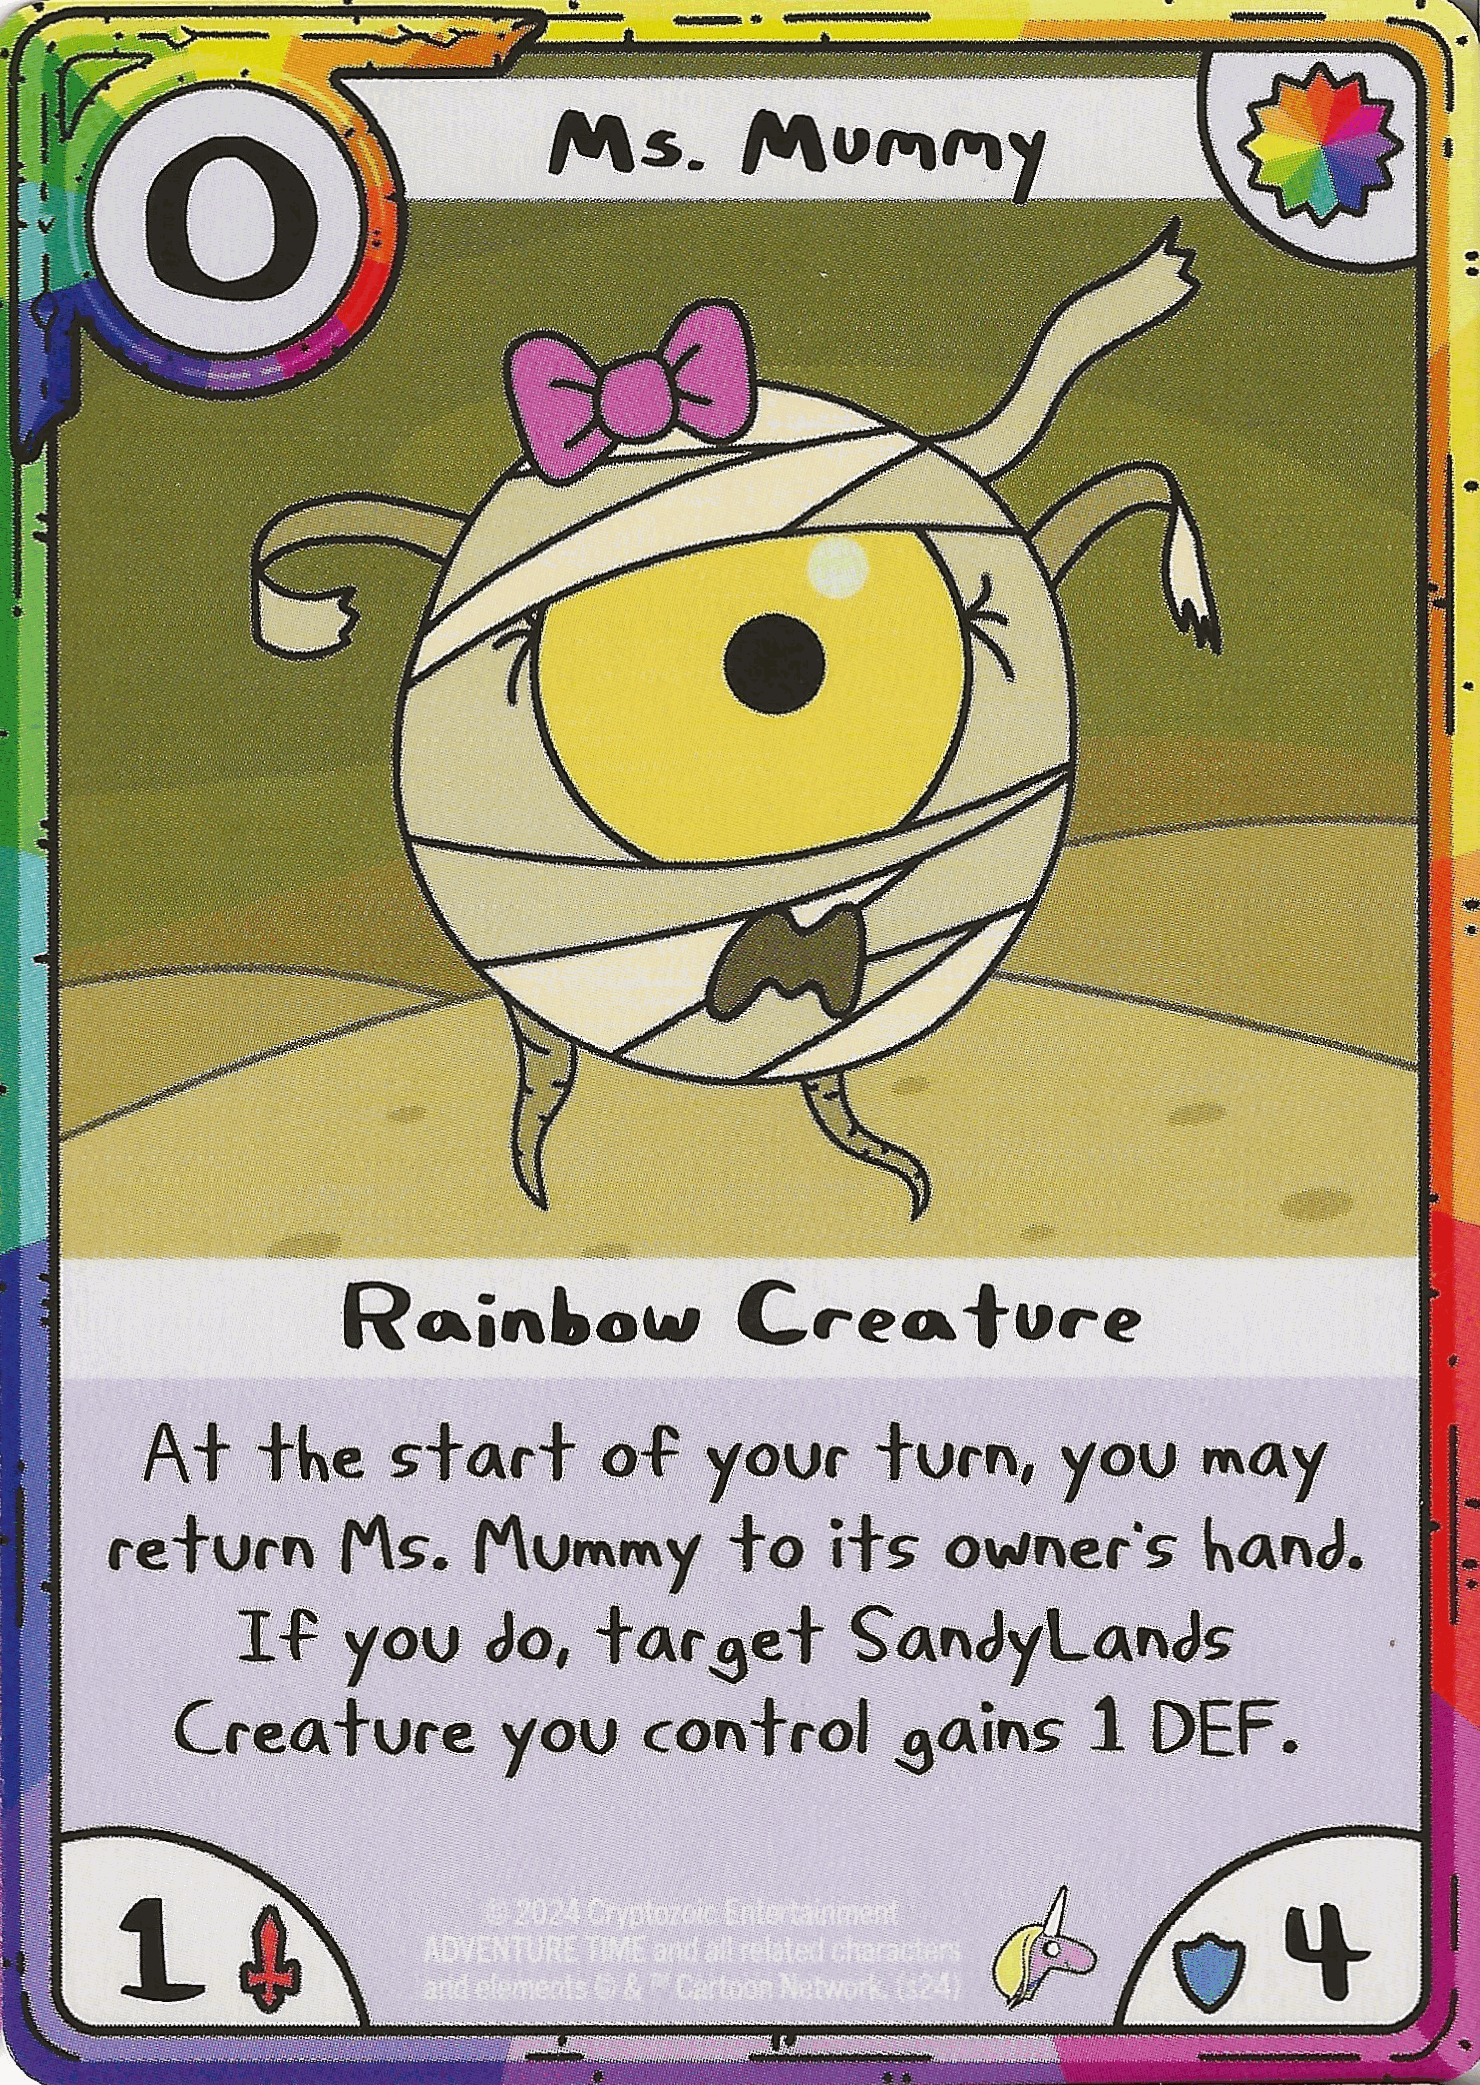 0
Ms. Mummy
Rainbow Creature
At the start of your turn, you may
return Ms. Mummy to its owner's hand.
If you do, target SandyLands
Creature you control gains 1 DEF.
1
© 2024 Cryptozoic Entertainment
ADVENTURE TIME and all related characters
and elements © & ™ Cartoon Network. (s24)
4